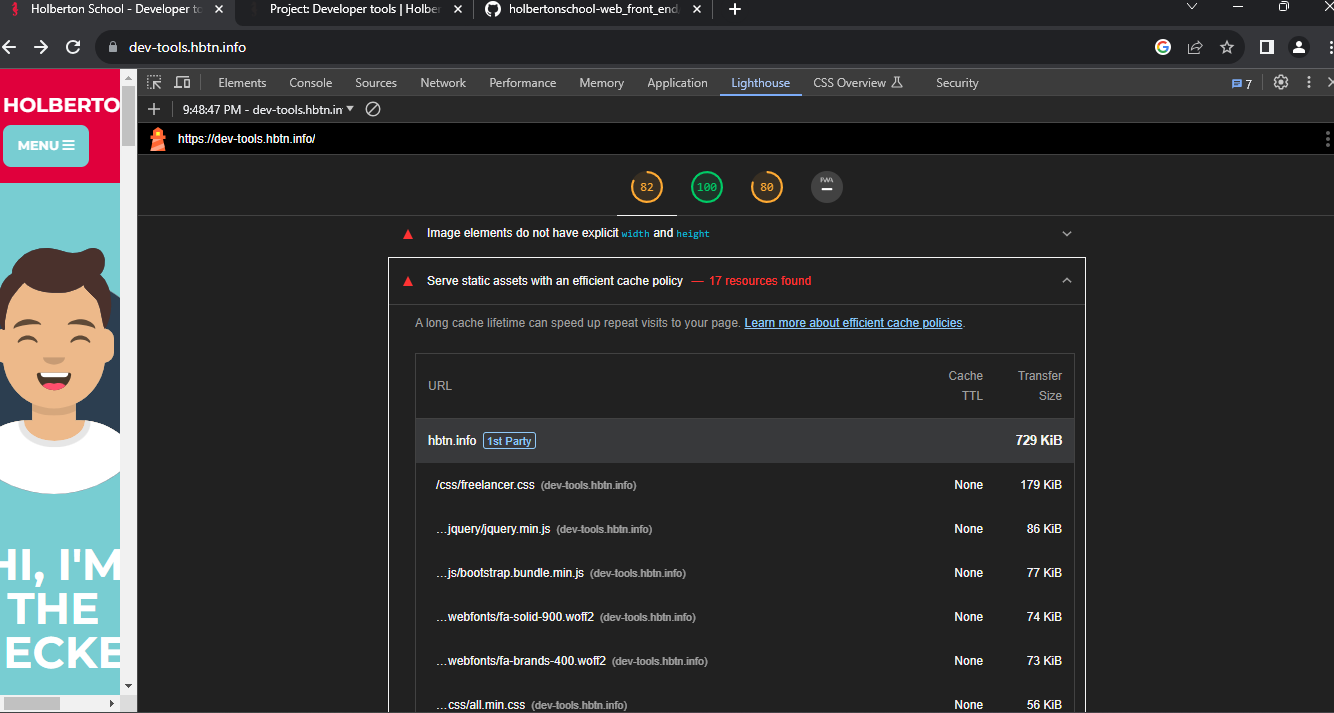 Holberton School - Developer to
Project: Developer tools | Holber
holbertonschool-web_front_end
dev-tools.hbtn.info
Elements Console Sources Network Performance Memory Application Lighthouse CSS Overview Security 7
9:48:47 PM - dev-tools.hbtn.in
https://dev-tools.hbtn.info/
82 100 80 PWA
Image elements do not have explicit width and height
Serve static assets with an efficient cache policy — 17 resources found
A long cache lifetime can speed up repeat visits to your page. Learn more about efficient cache policies.
URL Cache TTL Transfer Size
hbtn.info 1st Party 729 KiB
/css/freelancer.css (dev-tools.hbtn.info) None 179 KiB
…jquery/jquery.min.js (dev-tools.hbtn.info) None 86 KiB
…js/bootstrap.bundle.min.js (dev-tools.hbtn.info) None 77 KiB
…webfonts/fa-solid-900.woff2 (dev-tools.hbtn.info) None 74 KiB
…webfonts/fa-brands-400.woff2 (dev-tools.hbtn.info) None 73 KiB
…css/all.min.css (dev-tools.hbtn.info) None 56 KiB
HOLBERTO
MENU
HI, I'M
THE
ECKE